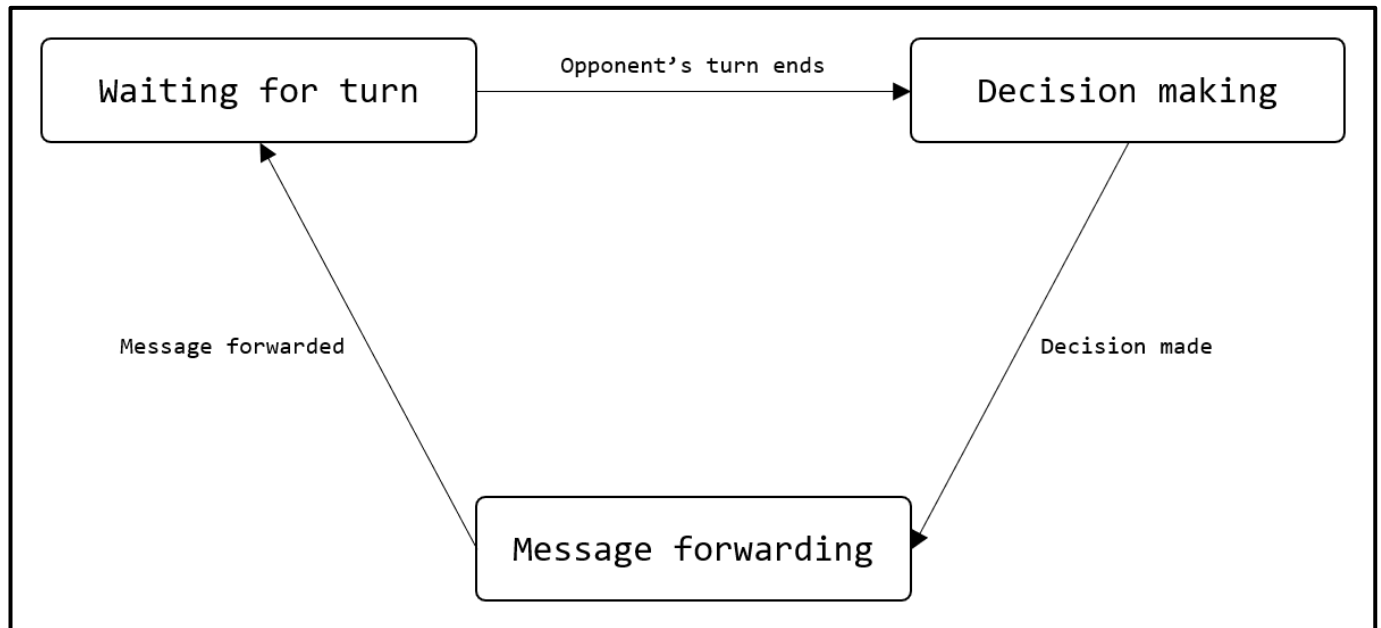 Opponent’s turn ends
Waiting for turn
Decision making
Message forwarded
Decision made
Message forwarding